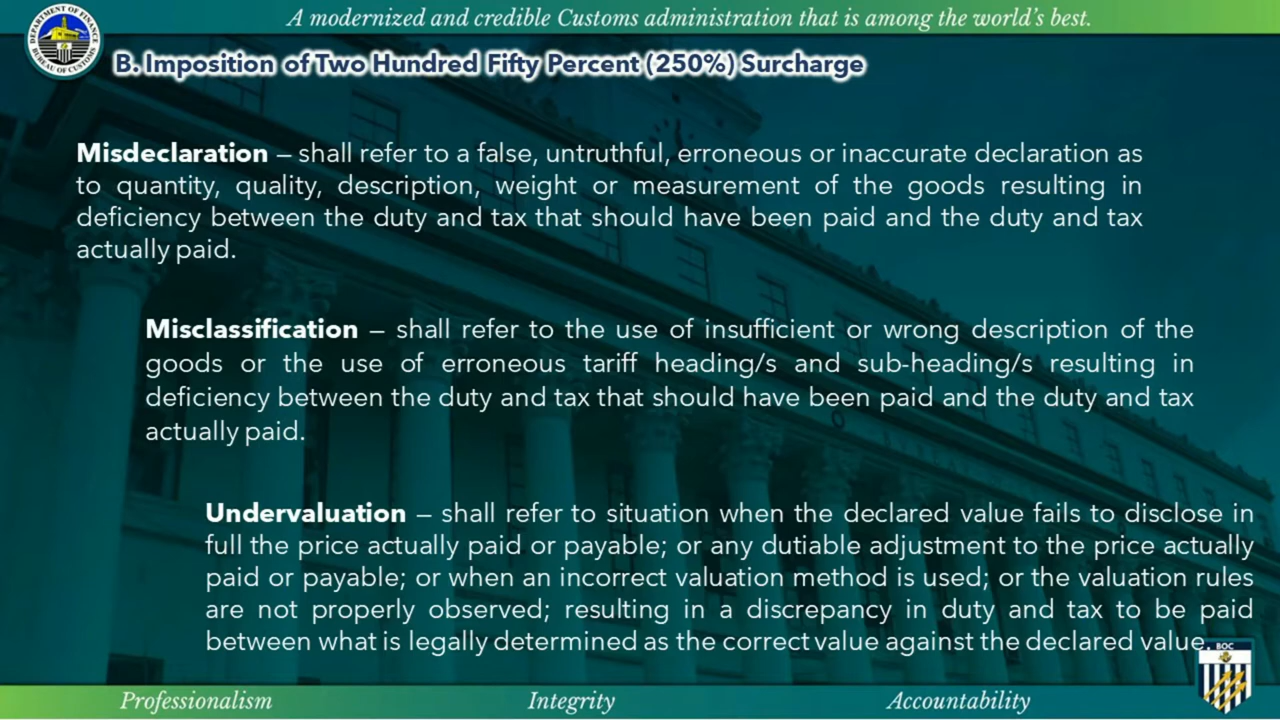 A modernized and credible Customs administration that is among the world's best.
DEPARTMENT OF FINANCE
BUREAU OF CUSTOMS
B. Imposition of Two Hundred Fifty Percent (250%) Surcharge
Misdeclaration – shall refer to a false, untruthful, erroneous or inaccurate declaration as
to quantity, quality, description, weight or measurement of the goods resulting in
deficiency between the duty and tax that should have been paid and the duty and tax
actually paid.
Misclassification – shall refer to the use of insufficient or wrong description of the
goods or the use of erroneous tariff heading/s and sub-heading/s resulting in
deficiency between the duty and tax that should have been paid and the duty and tax
actually paid.
Undervaluation – shall refer to situation when the declared value fails to disclose in
full the price actually paid or payable; or any dutiable adjustment to the price actually
paid or payable; or when an incorrect valuation method is used; or the valuation rules
are not properly observed; resulting in a discrepancy in duty and tax to be paid
between what is legally determined as the correct value against the declared value.
BOC
Professionalism
Integrity
Accountability